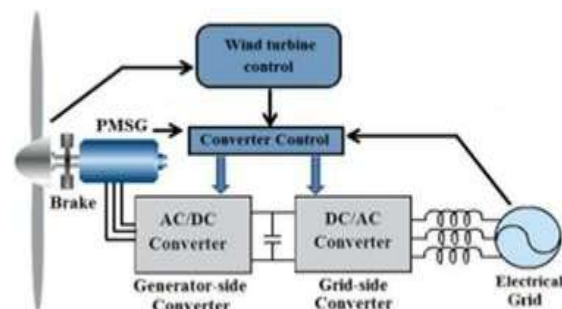 Wind turbine
control
PMSG
Converter Control
Brake
AC/DC
Converter
DC/AC
Converter
Generator-side
Converter
Grid-side
Converter
Electrical
Grid